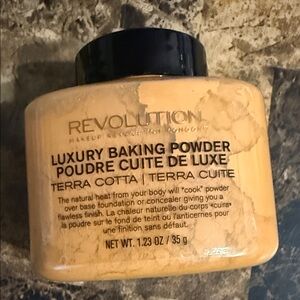 REVOLUTION
MAKEUP REVOLUTION LONDON
LUXURY BAKING POWDER
POUDRE CUITE DE LUXE
TERRA COTTA | TERRA CUITE
The natural heat from your body will "cook" powder
over base foundation or concealer giving you a
flawless finish. La chaleur naturelle du corps «cuira»
la poudre sur le fond de teint ou l'anticernes pour
une finition sans défaut.
NET WT. 1.23 OZ / 35 g